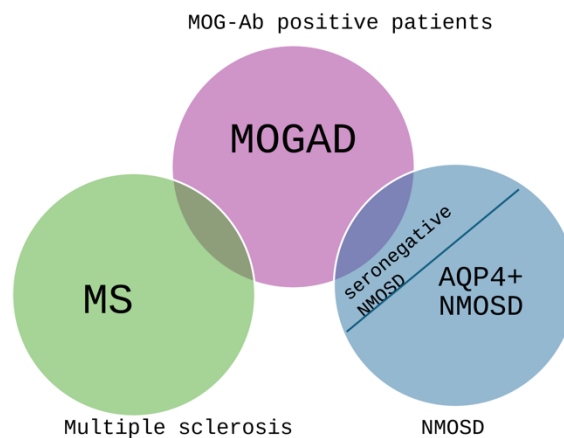 MOG-Ab positive patients
MOGAD
MS
seronegative
NMOSD
AQP4+
NMOSD
Multiple sclerosis
NMOSD